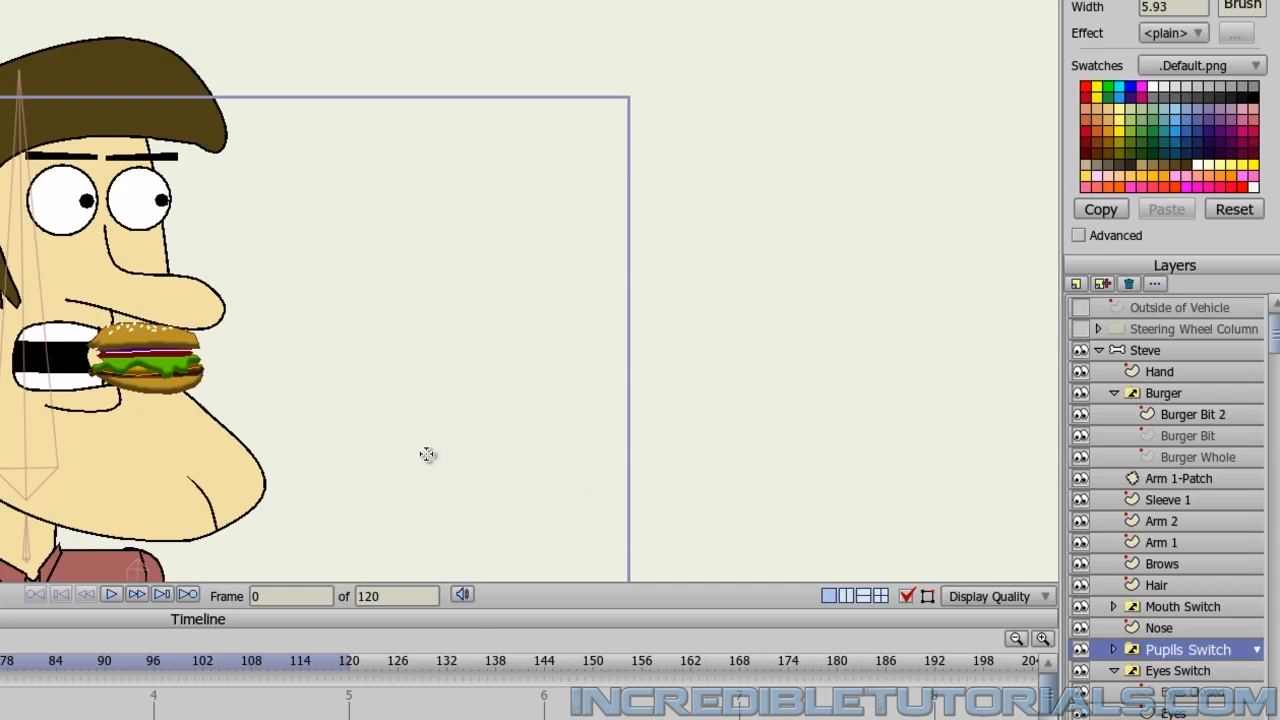 Width 5.93 Brush
Effect <plain> ...
Swatches .Default.png
Copy Paste Reset
Advanced
Layers
Outside of Vehicle
Steering Wheel Column
Steve
Hand
Burger
Burger Bit 2
Burger Bit
Burger Whole
Arm 1-Patch
Sleeve 1
Arm 2
Arm 1
Brows
Hair
Mouth Switch
Nose
Pupils Switch
Eyes Switch
Eyes Closed
Eyes
Frame 0 of 120 Display Quality
Timeline
78 84 90 96 102 108 114 120 126 132 138 144 150 156 162 168 174 180 186 192 198 204
4 5 6
INCREDIBLETUTORIALS.COM